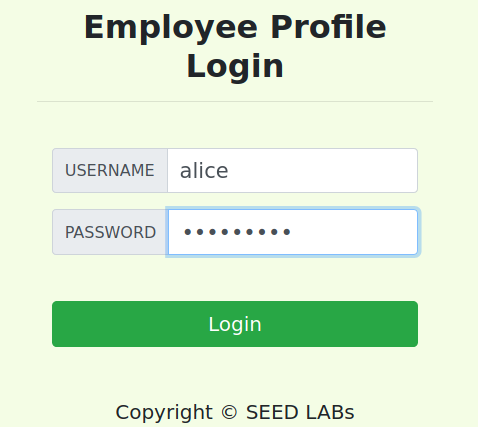 Employee Profile
Login
USERNAME alice
PASSWORD •••••••••
Login
Copyright © SEED LABs